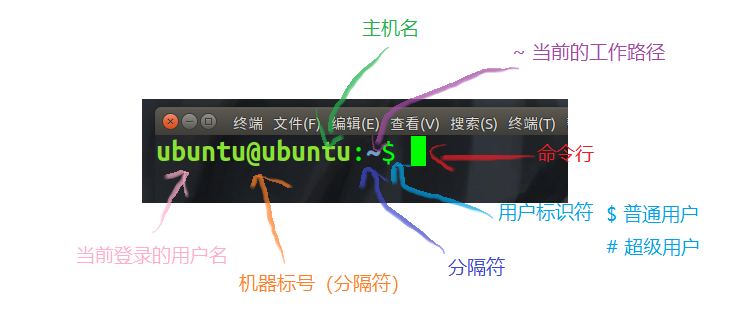 主机名
~ 当前的工作路径
终端 文件(F) 编辑(E) 查看(V) 搜索(S) 终端(T)
ubuntu@ubuntu:~$
命令行
用户标识符 $ 普通用户
# 超级用户
当前登录的用户名
分隔符
机器标号（分隔符）